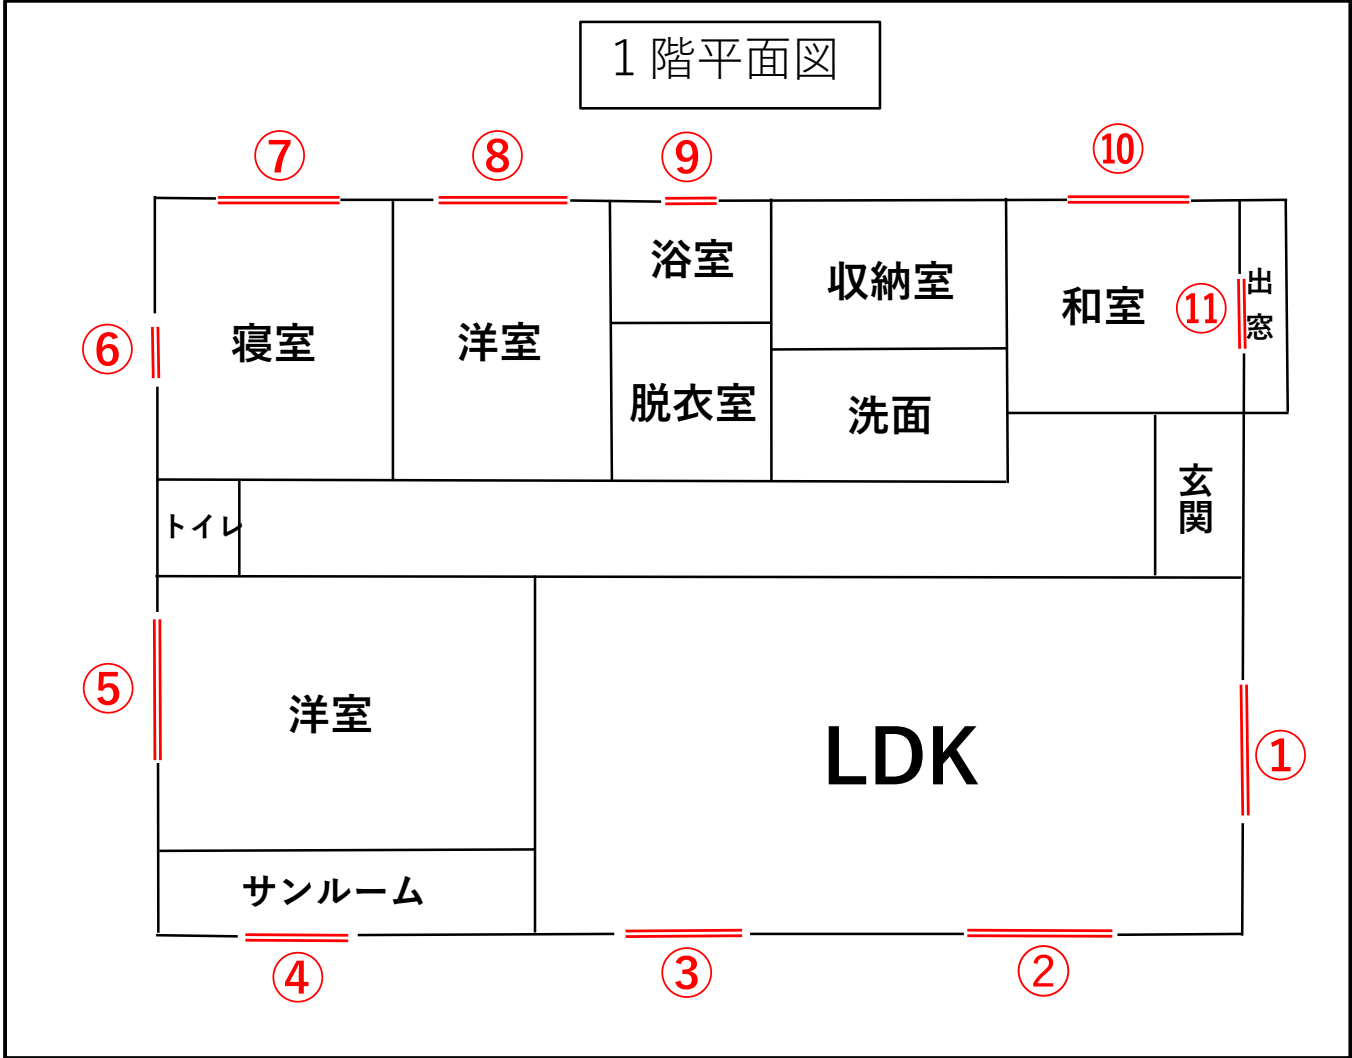 1階平面図
⑦
⑧
⑨
⑩
浴室
収納室
和室
出窓
⑪
⑥
寝室
洋室
脱衣室
洗面
玄関
トイレ
⑤
洋室
LDK
①
サンルーム
④
③
②